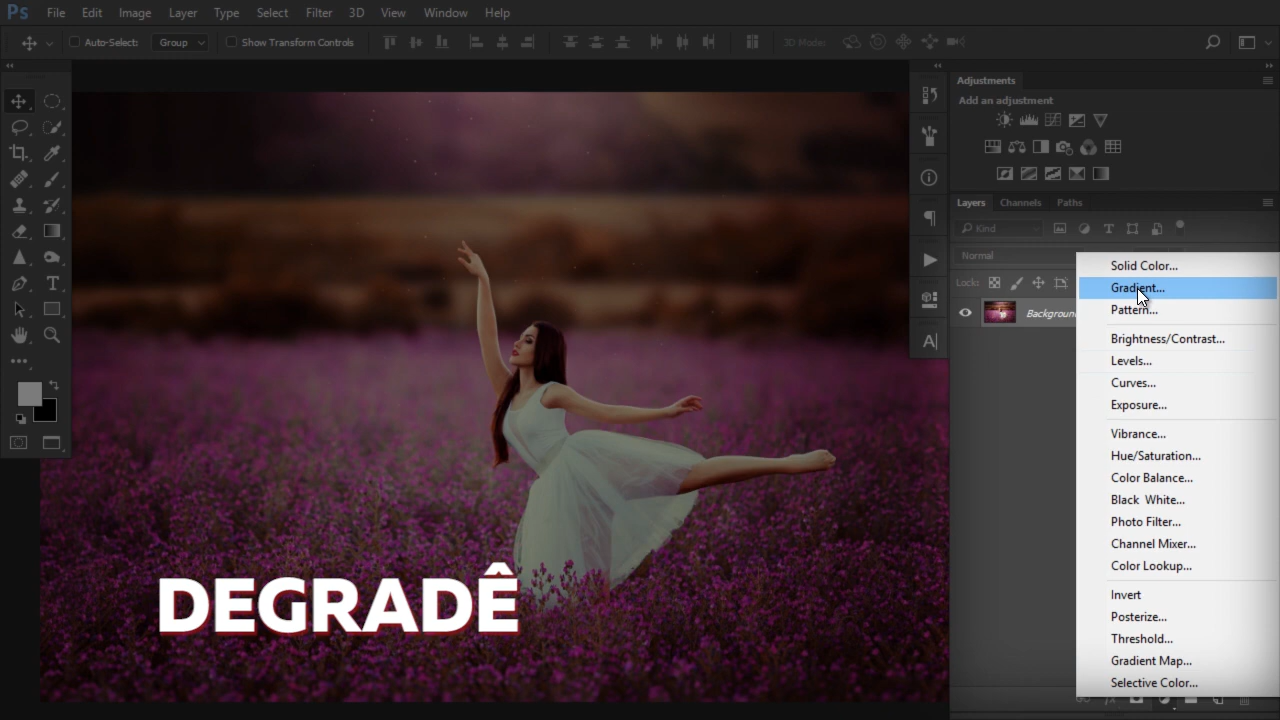 Ps File Edit Image Layer Type Select Filter 3D View Window Help
Auto-Select: Group Show Transform Controls 3D Mode:
Adjustments
Add an adjustment
Layers Channels Paths
Kind
Normal
Lock:
Background
Solid Color...
Gradient...
Pattern...
Brightness/Contrast...
Levels...
Curves...
Exposure...
Vibrance...
Hue/Saturation...
Color Balance...
Black White...
Photo Filter...
Channel Mixer...
Color Lookup...
Invert
Posterize...
Threshold...
Gradient Map...
Selective Color...
DEGRADÊ